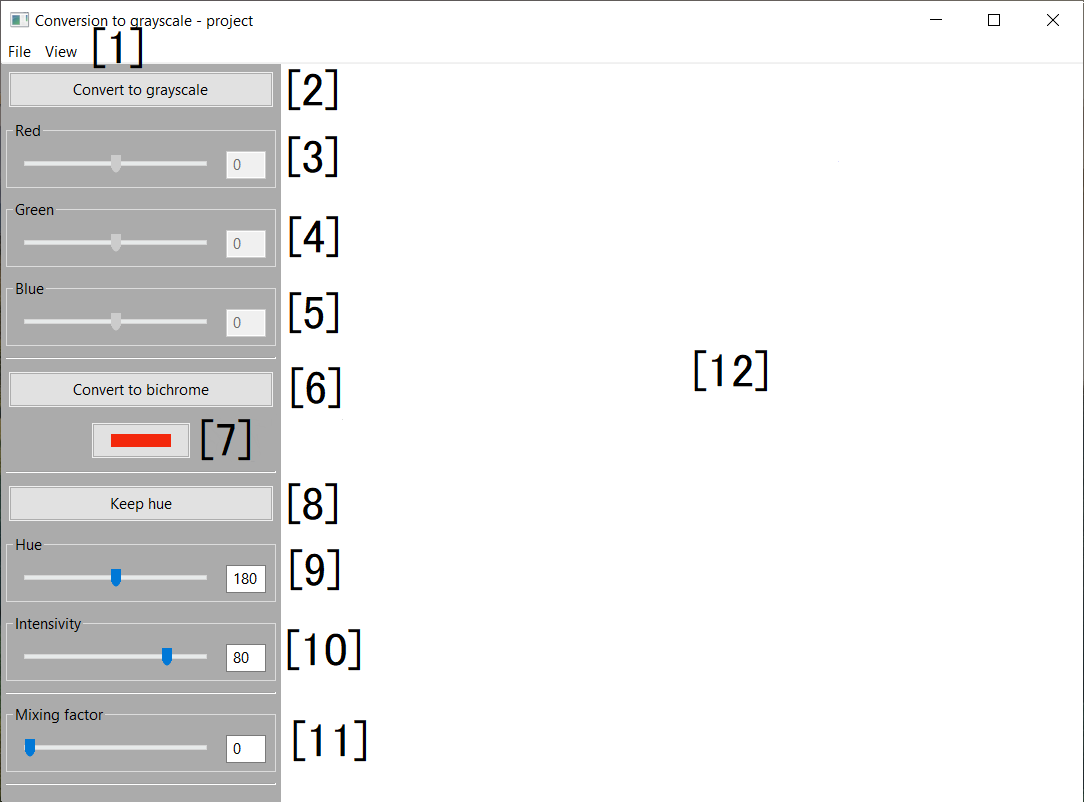 Conversion to grayscale - project
File View [1]
Convert to grayscale [2]
Red
0 [3]
Green
0 [4]
Blue
0 [5]
Convert to bichrome [6]
[7]
Keep hue [8]
Hue
180 [9]
Intensivity
80 [10]
Mixing factor
0 [11]
[12]